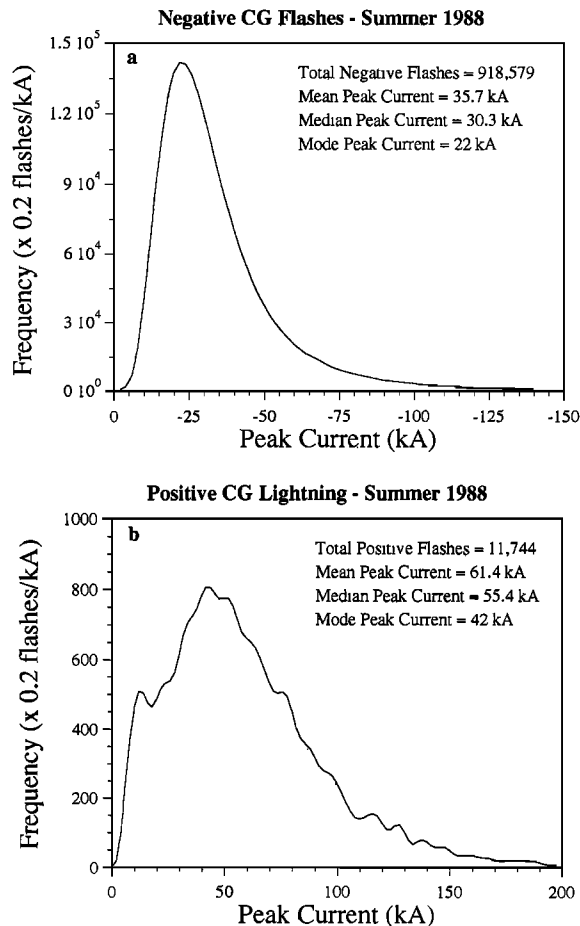 Negative CG Flashes - Summer 1988
a
Total Negative Flashes = 918,579
Mean Peak Current = 35.7 kA
Median Peak Current = 30.3 kA
Mode Peak Current = 22 kA
Frequency (x 0.2 flashes/kA)
1.5 10⁵
1.2 10⁵
9 10⁴
6 10⁴
3 10⁴
0 10⁰
0 -25 -50 -75 -100 -125 -150
Peak Current (kA)
Positive CG Lightning - Summer 1988
b
Total Positive Flashes = 11,744
Mean Peak Current = 61.4 kA
Median Peak Current = 55.4 kA
Mode Peak Current = 42 kA
Frequency (x 0.2 flashes/kA)
1000
800
600
400
200
0
0 50 100 150 200
Peak Current (kA)